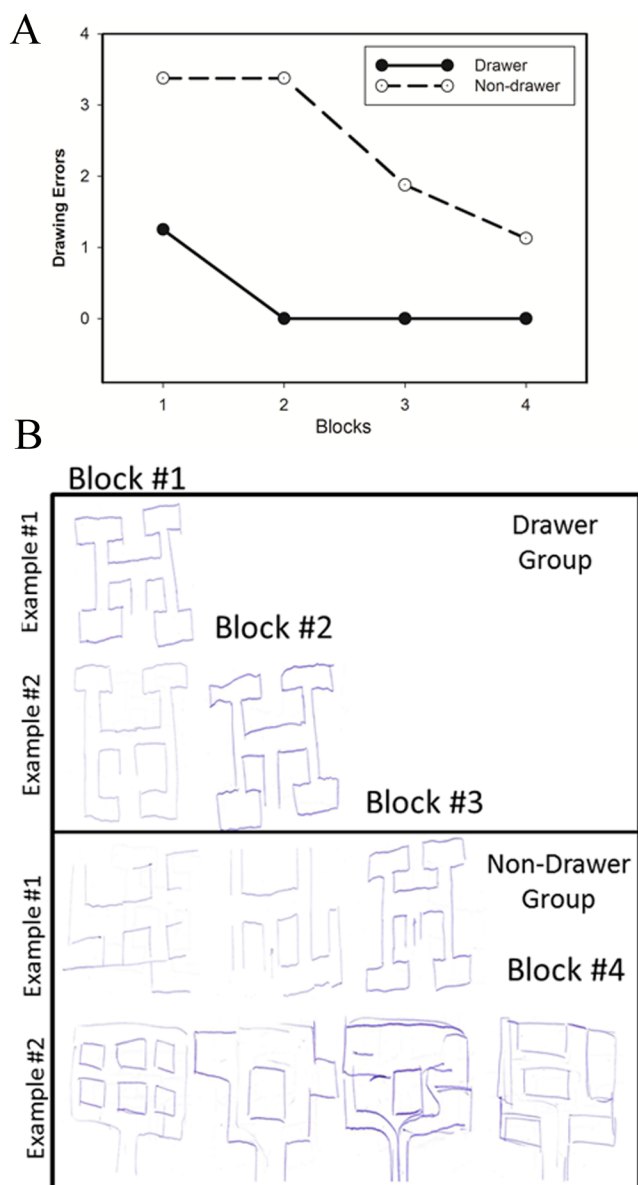 A
4
3
2
1
0
Drawing Errors
Drawer
Non-drawer
1 2 3 4
Blocks
B
Block #1
Example #1
Drawer
Group
Block #2
Example #2
Block #3
Example #1
Non-Drawer
Group
Block #4
Example #2